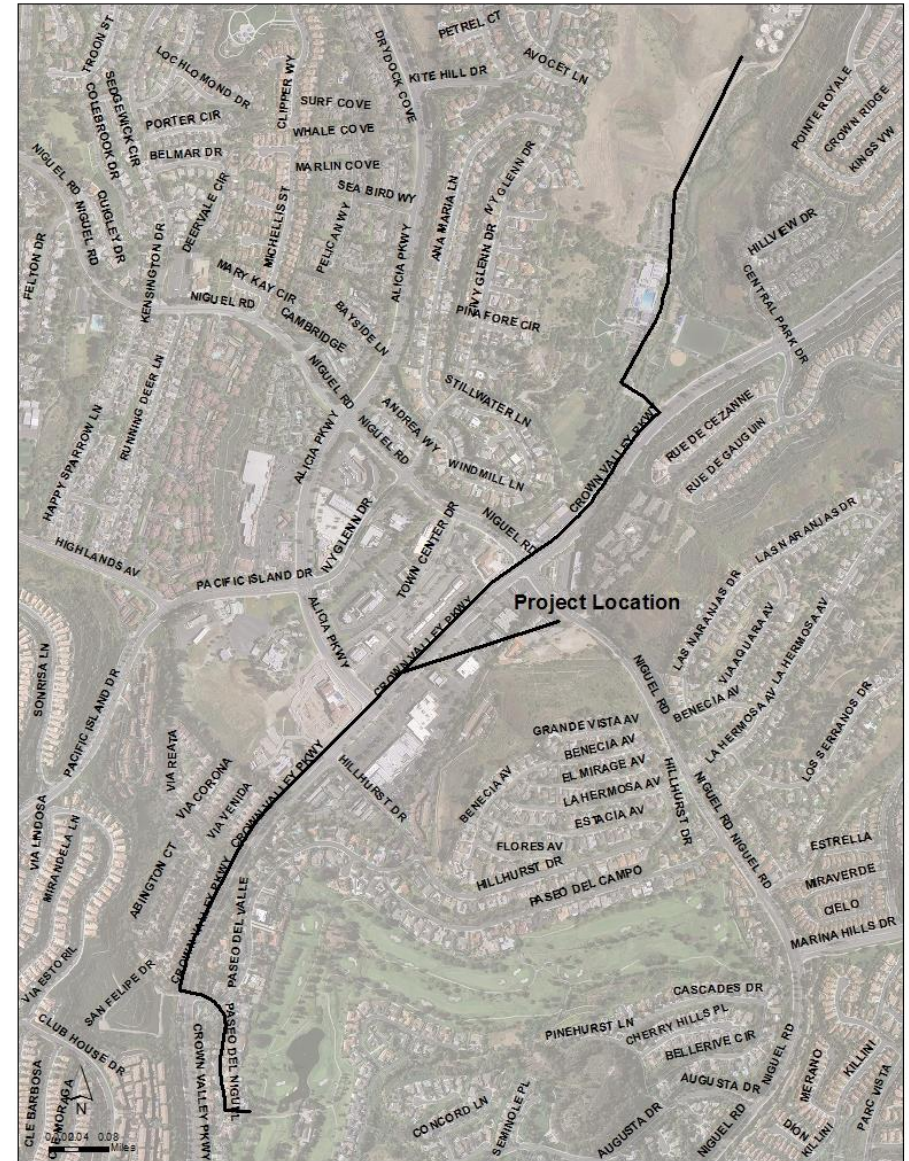 PETREL CT
TROON ST
LOCHLOMOND DR
DRYDOCK COVE
AVOCET LN
KITE HILL DR
CLIPPER WY
SEDGEWICK CIR
COLEBROOK DR
SURF COVE
POINTE ROYALE
CROWN RIDGE
KINGS VW
PORTER CIR
WHALE COVE
BELMAR DR
MARLIN COVE
NIGUEL RD
SEA BIRD WY
IVYGLENN DR
ANA MARIA LN
QUIGLEY DR
DEERVALE CIR
MICHELLIS ST
PELICAN WY
ALICIA PKWY
IVYGLENN DR
HILLVIEW DR
NIGUEL RD
FELTON DR
KENSINGTON DR
MARY KAY CIR
CENTRAL PARK DR
NIGUEL RD
CAMBRIDGE
BAYSIDE LN
PINAFORE CIR
NIGUEL RD
STILLWATER LN
RUNNING DEER LN
HAPPY SPARROW LN
ANDREA WY
ALICIA PKWY
NIGUEL RD
WINDMILL LN
CROWN VALLEY PKWY
RUE DE CEZANNE
RUE DE GAUGUIN
NIGUEL RD
IVYGLENN DR
TOWN CENTER DR
LAS NARANJAS DR
HIGHLANDS AV
PACIFIC ISLAND DR
Project Location
ALICIA PKWY
CROWN VALLEY PKWY
LAS NARANJAS DR
VIA AQUARA AV
LA HERMOSA AV
SONRISA LN
PACIFIC ISLAND DR
NIGUEL RD
BENECIA AV
LA HERMOSA AV
LOS SERRANOS DR
GRANDE VISTA AV
BENECIA AV
VIA REATA
VIA CORONA
EL MIRAGE AV
BENECIA AV
HILLHURST DR
CROWN VALLEY PKWY
LA HERMOSA AV
HILLHURST DR
NIGUEL RD
VIA VENIDA
ESTACIA AV
VIA LINDOSA
MIRANDELA LN
FLORES AV
NIGUEL RD
ESTRELLA
ABINGTON CT
HILLHURST DR
PASEO DEL CAMPO
MIRAVERDE
CIELO
CROWN VALLEY PKWY
PASEO DEL VALLE
MARINA HILLS DR
VIA ESTORIL
SAN FELIPE DR
CASCADES DR
CLUB HOUSE DR
PASEO DEL NIGUEL
CROWN VALLEY PKWY
PINEHURST LN
CHERRY HILLS PL
BELLERIVE CIR
NIGUEL RD
AUGUSTA DR
MERANO
KILLINI
PARC VISTA
CLE BARBOSA
MORAGA
N
CONCORD LN
SEMINOLE PL
AUGUSTA DR
NIGUEL RD
DION
KILLINI
0.08
Miles